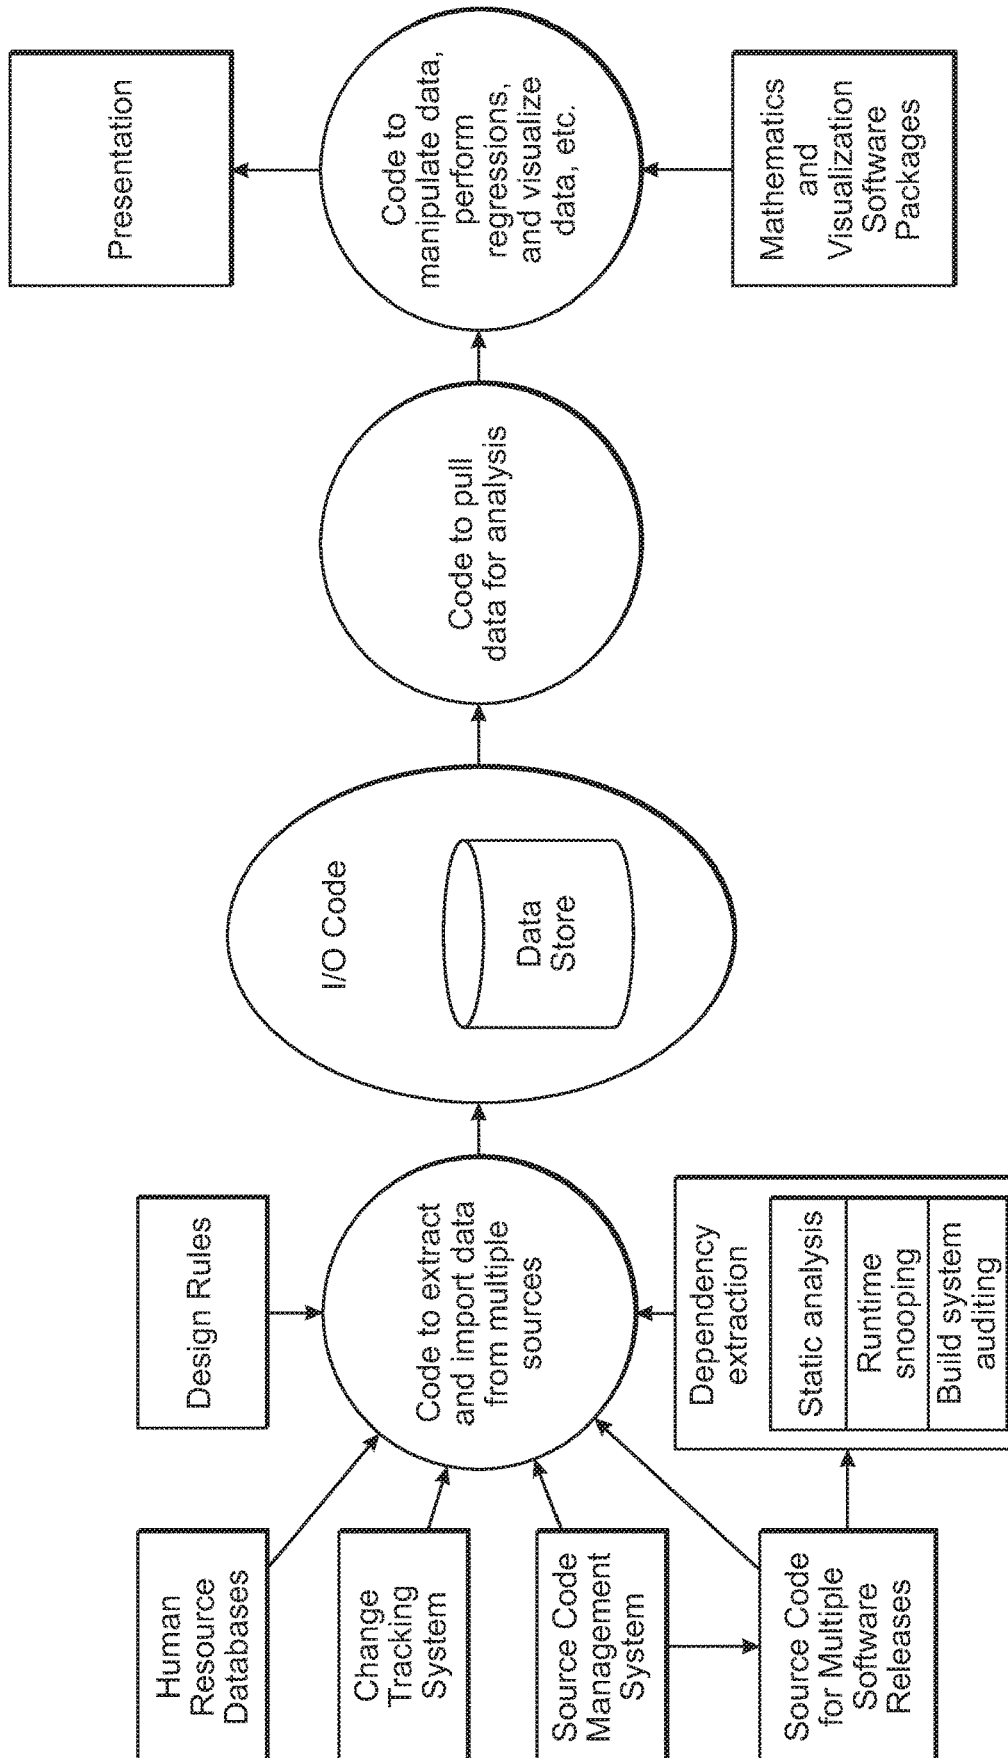 Human
Resource
Databases
Change
Tracking
System
Source Code
Management
System
Source Code
for Multiple
Software
Releases
Design Rules
Code to extract
and import data
from multiple
sources
Dependency
extraction
Static analysis
Runtime
snooping
Build system
auditing
I/O Code
Data
Store
Code to pull
data for analysis
Presentation
Code to
manipulate data,
perform
regressions,
and visualize
data, etc.
Mathematics
and
Visualization
Software
Packages